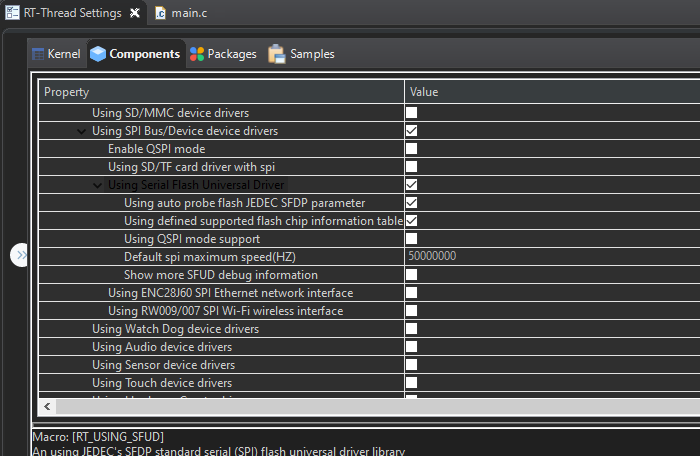 RT-Thread Settings main.c
Kernel Components Packages Samples
Property Value
Using SD/MMC device drivers
Using SPI Bus/Device device drivers
Enable QSPI mode
Using SD/TF card driver with spi
Using Serial Flash Universal Driver
Using auto probe flash JEDEC SFDP parameter
Using defined supported flash chip information table
Using QSPI mode support
Default spi maximum speed(HZ) 50000000
Show more SFUD debug information
Using ENC28J60 SPI Ethernet network interface
Using RW009/007 SPI Wi-Fi wireless interface
Using Watch Dog device drivers
Using Audio device drivers
Using Sensor device drivers
Using Touch device drivers
Macro: [RT_USING_SFUD]
An using JEDEC's SFDP standard serial (SPI) flash universal driver library